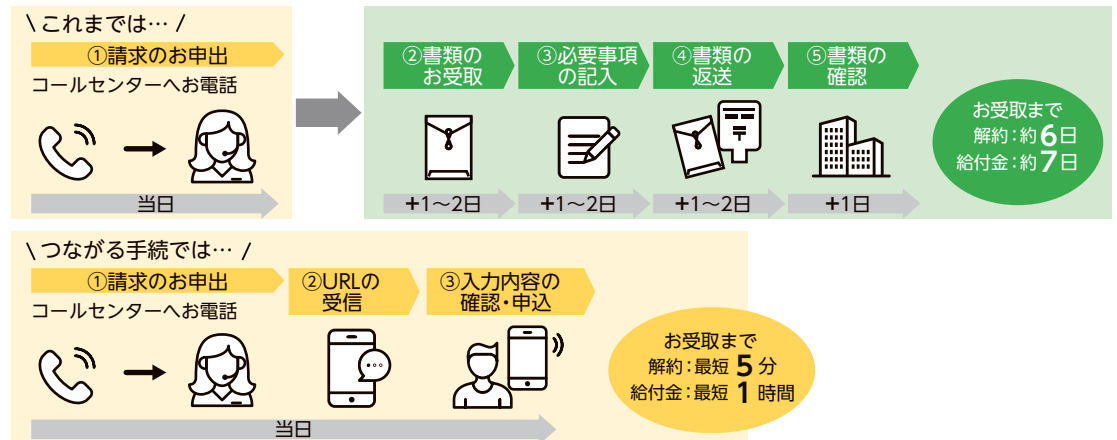 \ これまでは… /
①請求のお申出
コールセンターへお電話
当日
②書類の
お受取
③必要事項
の記入
④書類の
返送
⑤書類の
確認
+1～2日
+1～2日
+1～2日
+1日
お受取まで
解約：約6日
給付金：約7日
\ つながる手続では… /
①請求のお申出
コールセンターへお電話
②URLの
受信
③入力内容の
確認・申込
当日
お受取まで
解約：最短 5 分
給付金：最短 1 時間